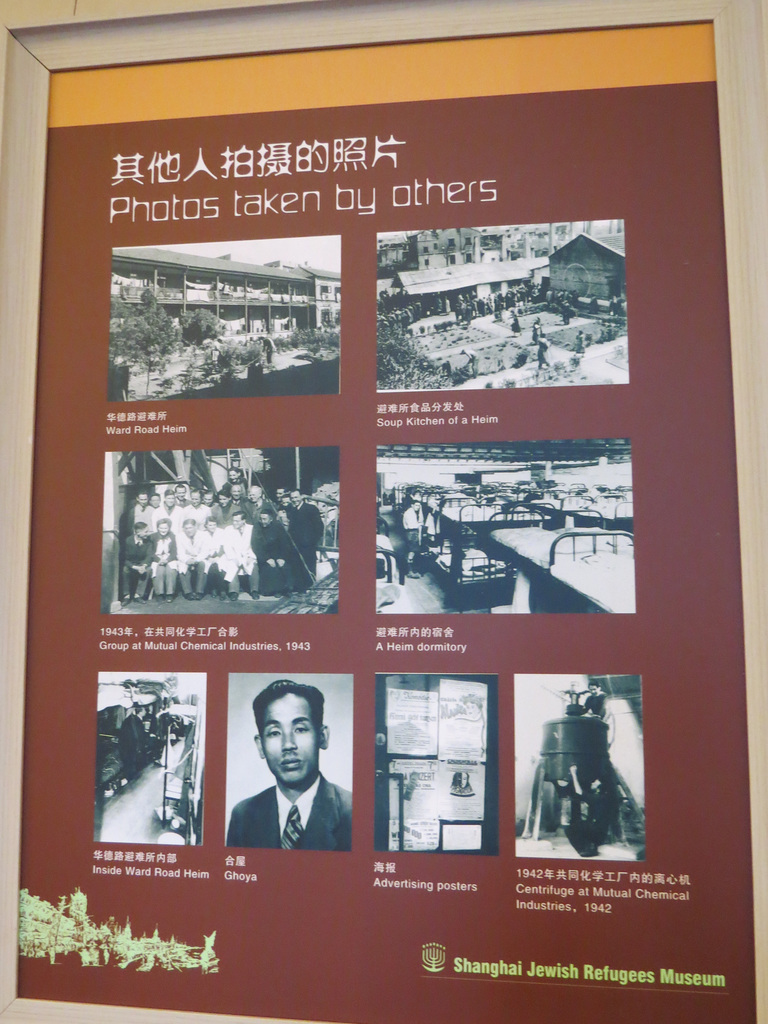 其他人拍摄的照片
Photos taken by others
华德路避难所
Ward Road Heim
避难所食品分发处
Soup Kitchen of a Heim
1943年，在共同化学工厂合影
Group at Mutual Chemical Industries, 1943
避难所内的宿舍
A Heim dormitory
华德路避难所内部
Inside Ward Road Heim
合屋
Ghoya
海报
Advertising posters
1942年共同化学工厂内的离心机
Centrifuge at Mutual Chemical
Industries, 1942
Shanghai Jewish Refugees Museum